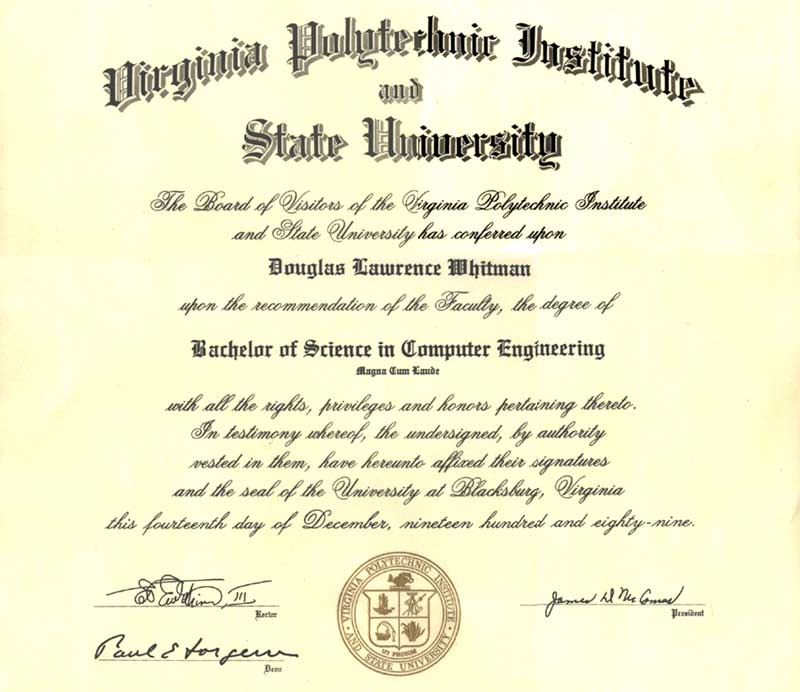 Virginia Polytechnic Institute
and
State University
The Board of Visitors of the Virginia Polytechnic Institute
and State University has conferred upon
Douglas Lawrence Whitman
upon the recommendation of the Faculty, the degree of
Bachelor of Science in Computer Engineering
Magna Cum Laude
with all the rights, privileges and honors pertaining thereto.
In testimony whereof, the undersigned, by authority
vested in them, have hereunto affixed their signatures
and the seal of the University at Blacksburg, Virginia
this fourteenth day of December, nineteen hundred and eighty-nine.
III
Rector
James D McComas
President
Paul E Torgersen
Dean
VIRGINIA POLYTECHNIC INSTITUTE
AND STATE UNIVERSITY
UT PROSIM